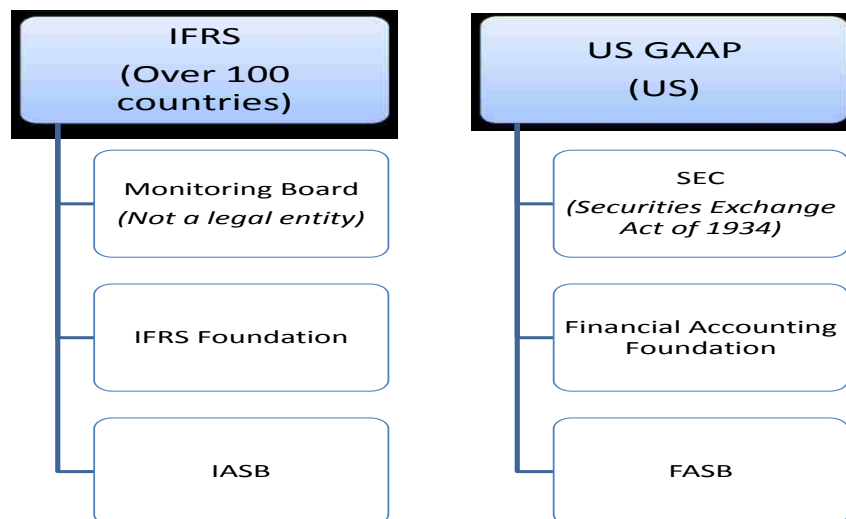 IFRS
(Over 100
countries)
Monitoring Board
(Not a legal entity)
IFRS Foundation
IASB
US GAAP
(US)
SEC
(Securities Exchange
Act of 1934)
Financial Accounting
Foundation
FASB